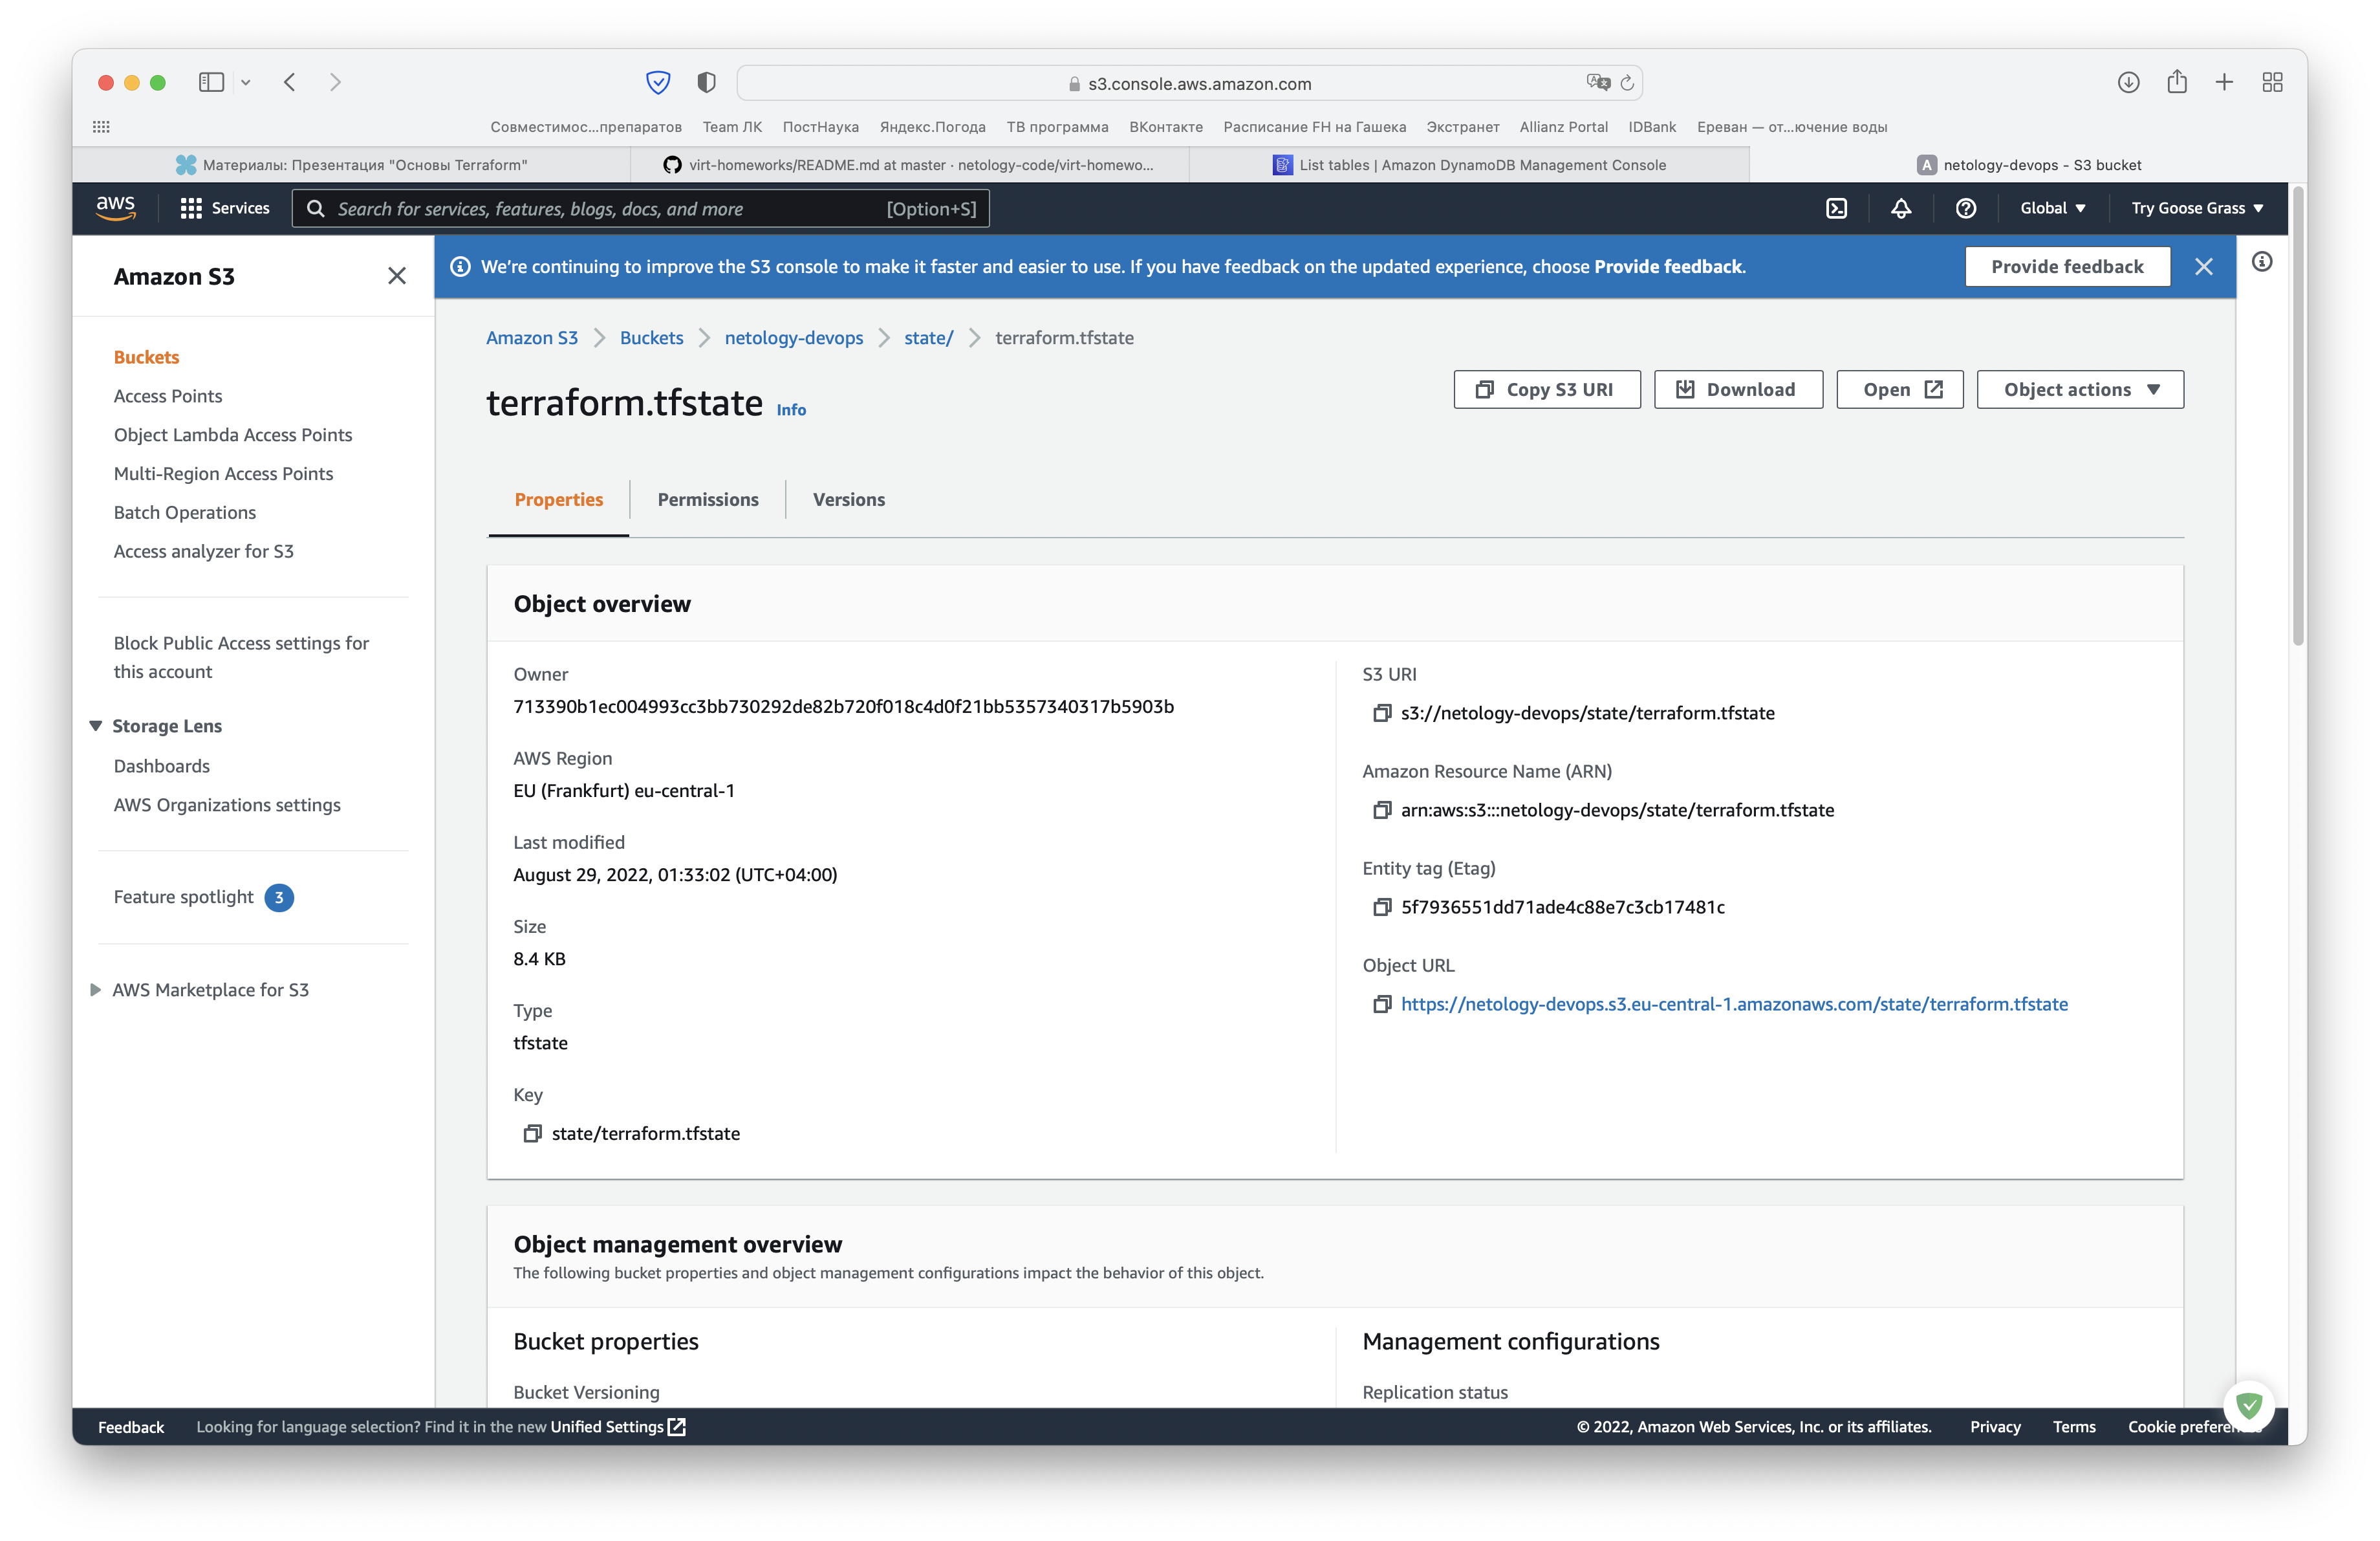 s3.console.aws.amazon.com
Совместимос...препаратов Team ЛК ПостНаука Яндекс.Погода ТВ программа ВКонтакте Расписание FH на Гашека Экстранет Allianz Portal IDBank Ереван — от...ючение воды
Материалы: Презентация "Основы Terraform" virt-homeworks/README.md at master · netology-code/virt-homewo... List tables | Amazon DynamoDB Management Console A netology-devops - S3 bucket
aws Services Search for services, features, blogs, docs, and more [Option+S] Global Try Goose Grass
Amazon S3
We're continuing to improve the S3 console to make it faster and easier to use. If you have feedback on the updated experience, choose Provide feedback. Provide feedback
Buckets
Access Points
Object Lambda Access Points
Multi-Region Access Points
Batch Operations
Access analyzer for S3
Block Public Access settings for
this account
Storage Lens
Dashboards
AWS Organizations settings
Feature spotlight 3
AWS Marketplace for S3
Amazon S3 Buckets netology-devops state/ terraform.tfstate
terraform.tfstate Info
Copy S3 URI Download Open Object actions
Properties Permissions Versions
Object overview
Owner
713390b1ec004993cc3bb730292de82b720f018c4d0f21bb5357340317b5903b
AWS Region
EU (Frankfurt) eu-central-1
Last modified
August 29, 2022, 01:33:02 (UTC+04:00)
Size
8.4 KB
Type
tfstate
Key
state/terraform.tfstate
S3 URI
s3://netology-devops/state/terraform.tfstate
Amazon Resource Name (ARN)
arn:aws:s3:::netology-devops/state/terraform.tfstate
Entity tag (Etag)
5f7936551dd71ade4c88e7c3cb17481c
Object URL
https://netology-devops.s3.eu-central-1.amazonaws.com/state/terraform.tfstate
Object management overview
The following bucket properties and object management configurations impact the behavior of this object.
Bucket properties
Bucket Versioning
Management configurations
Replication status
Feedback Looking for language selection? Find it in the new Unified Settings © 2022, Amazon Web Services, Inc. or its affiliates. Privacy Terms Cookie